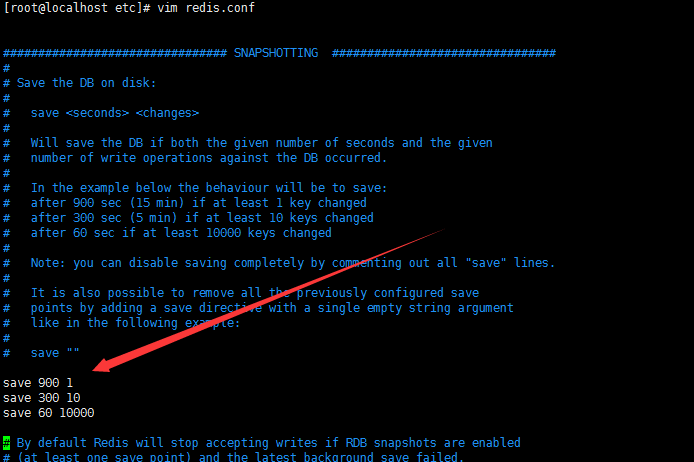 [root@localhost etc]# vim redis.conf
################################ SNAPSHOTTING ################################
#
# Save the DB on disk:
#
#   save <seconds> <changes>
#
#   Will save the DB if both the given number of seconds and the given
#   number of write operations against the DB occurred.
#
#   In the example below the behaviour will be to save:
#   after 900 sec (15 min) if at least 1 key changed
#   after 300 sec (5 min) if at least 10 keys changed
#   after 60 sec if at least 10000 keys changed
#
#   Note: you can disable saving completely by commenting out all "save" lines.
#
#   It is also possible to remove all the previously configured save
#   points by adding a save directive with a single empty string argument
#   like in the following example:
#
#   save ""
save 900 1
save 300 10
save 60 10000
# By default Redis will stop accepting writes if RDB snapshots are enabled
# (at least one save point) and the latest background save failed.